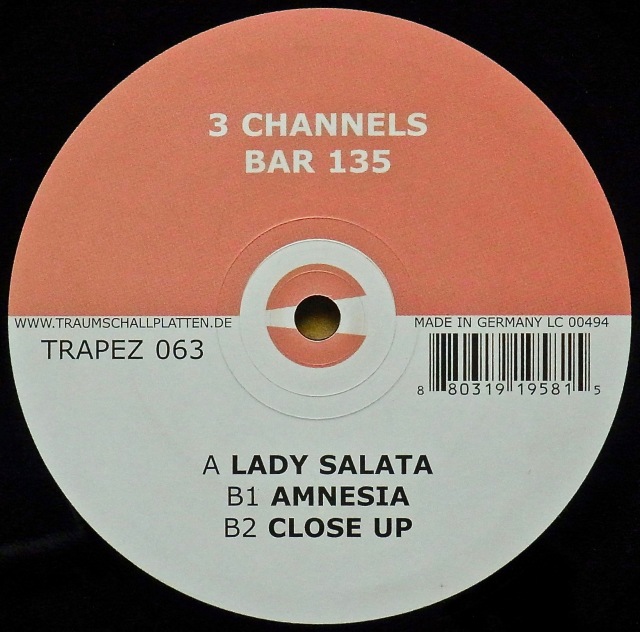 3 CHANNELS
BAR 135
WWW.TRAUMSCHALLPLATTEN.DE
MADE IN GERMANY LC 00494
TRAPEZ 063
8 80319 19581 5
A LADY SALATA
B1 AMNESIA
B2 CLOSE UP